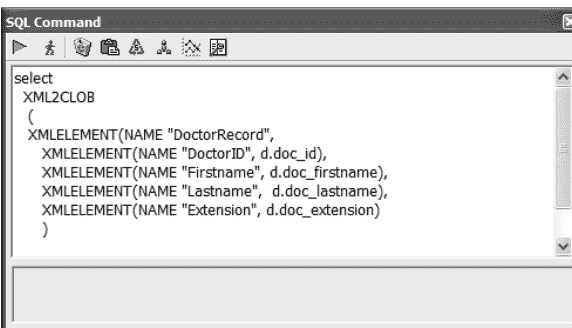 SQL Command
select
XML2CLOB
(
XMLELEMENT(NAME "DoctorRecord",
XMLELEMENT(NAME "DoctorID", d.doc_id),
XMLELEMENT(NAME "Firstname", d.doc_firstname),
XMLELEMENT(NAME "Lastname",  d.doc_lastname),
XMLELEMENT(NAME "Extension", d.doc_extension)
)